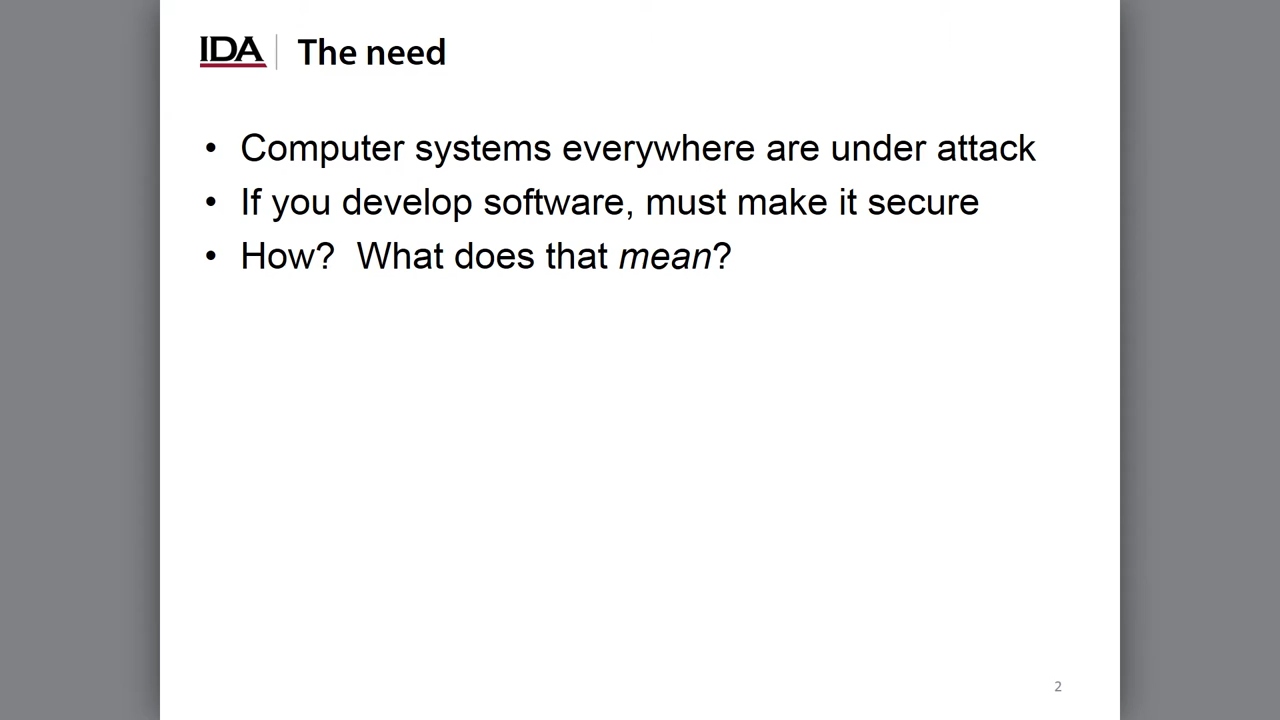 IDA The need
• Computer systems everywhere are under attack
• If you develop software, must make it secure
• How?  What does that mean?
2